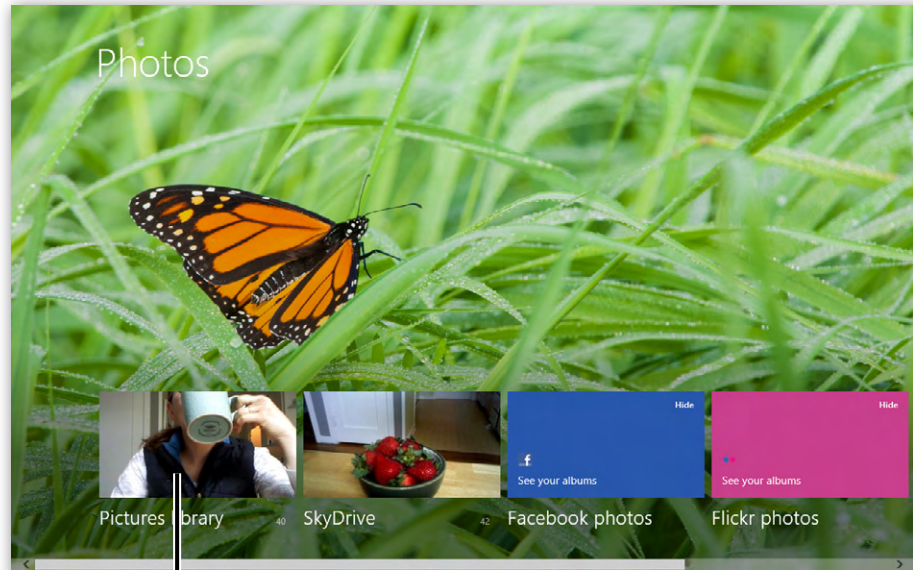 Photos
Hide
Hide
f
See your albums
See your albums
Pictures library 40
SkyDrive 42
Facebook photos
Flickr photos